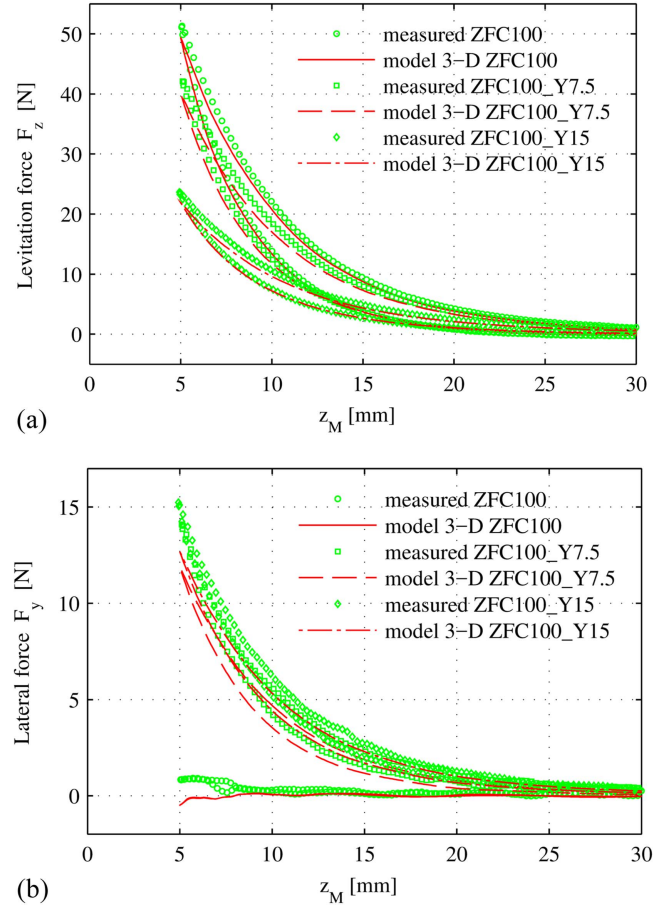 50
40
30
20
10
0
Levitation force F_z [N]
measured ZFC100
model 3-D ZFC100
measured ZFC100_Y7.5
model 3-D ZFC100_Y7.5
measured ZFC100_Y15
model 3-D ZFC100_Y15
0 5 10 15 20 25 30
z_M [mm]
(a)
15
10
5
0
Lateral force F_y [N]
measured ZFC100
model 3-D ZFC100
measured ZFC100_Y7.5
model 3-D ZFC100_Y7.5
measured ZFC100_Y15
model 3-D ZFC100_Y15
0 5 10 15 20 25 30
z_M [mm]
(b)